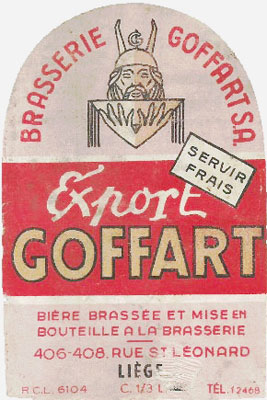 BRASSERIE GOFFART S.A.
SERVIR
FRAIS
Export
GOFFART
BIÈRE BRASSÉE ET MISE EN
BOUTEILLE A LA BRASSERIE
406-408, RUE ST LÉONARD
LIÈGE
R.C.L. 6104 C. 1/3 L TÉL. 12468